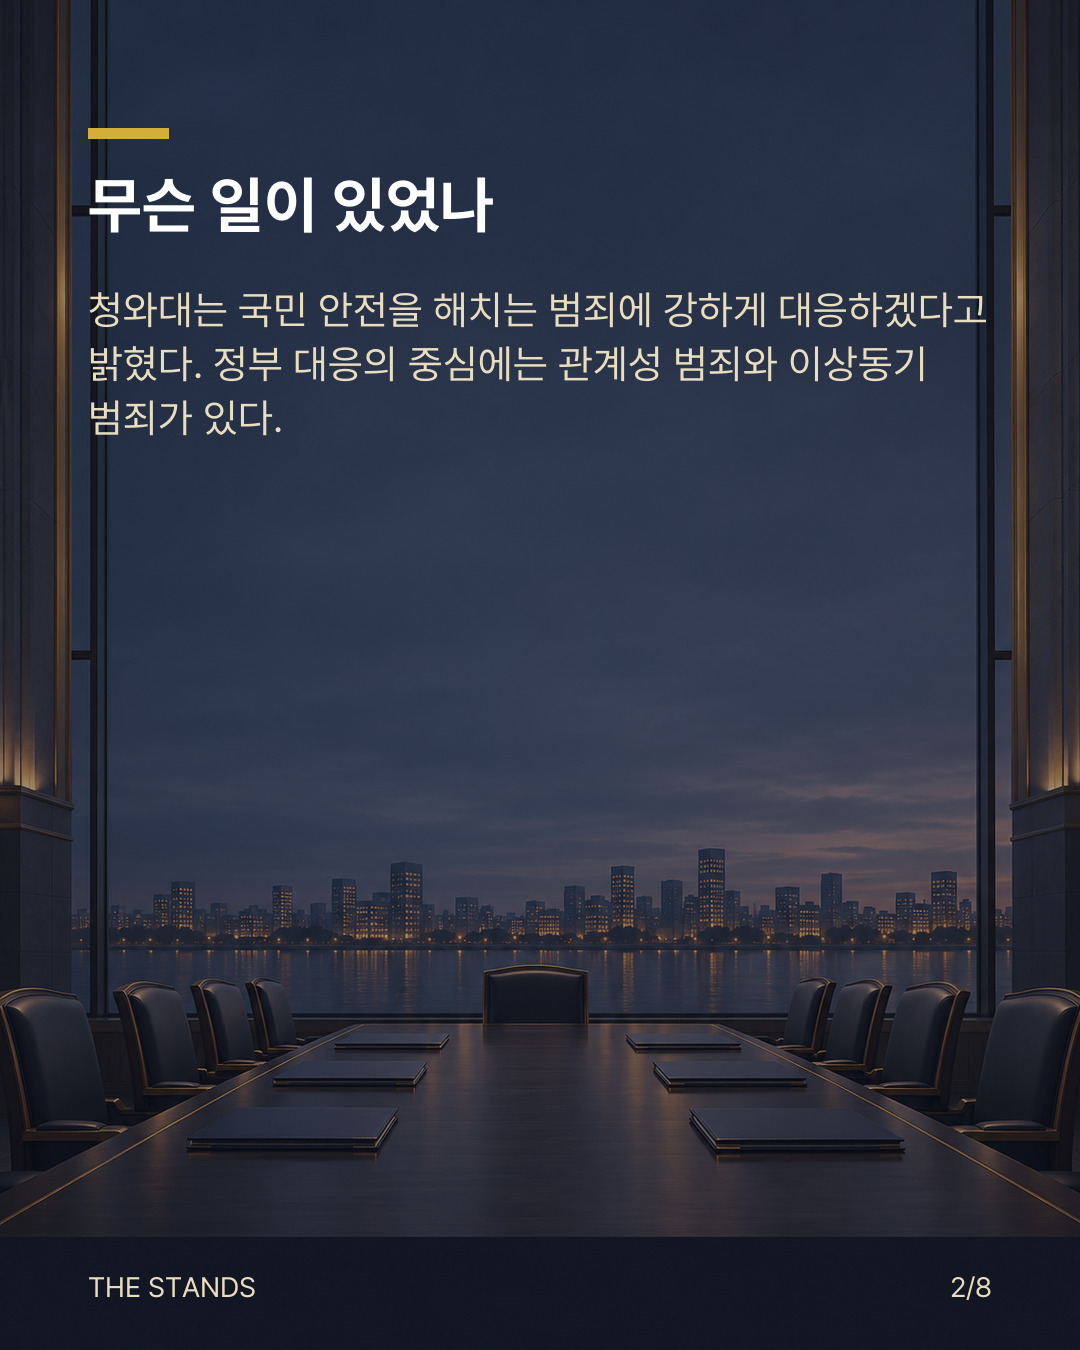 무슨 일이 있었나
청와대는 국민 안전을 해치는 범죄에 강하게 대응하겠다고
밝혔다. 정부 대응의 중심에는 관계성 범죄와 이상동기
범죄가 있다.
THE STANDS
2/8